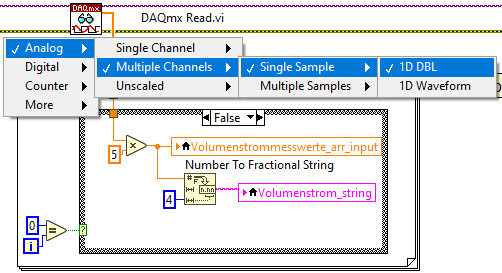 DAQmx
DAQmx Read.vi
✓ Analog
Digital
Counter
More
Single Channel
✓ Multiple Channels
Unscaled
✓ Single Sample
Multiple Samples
✓ 1D DBL
1D Waveform
False
5
×
Volumenstrommesswerte_arr_input
Number To Fractional String
4
Volumenstrom_string
0
i
=
?